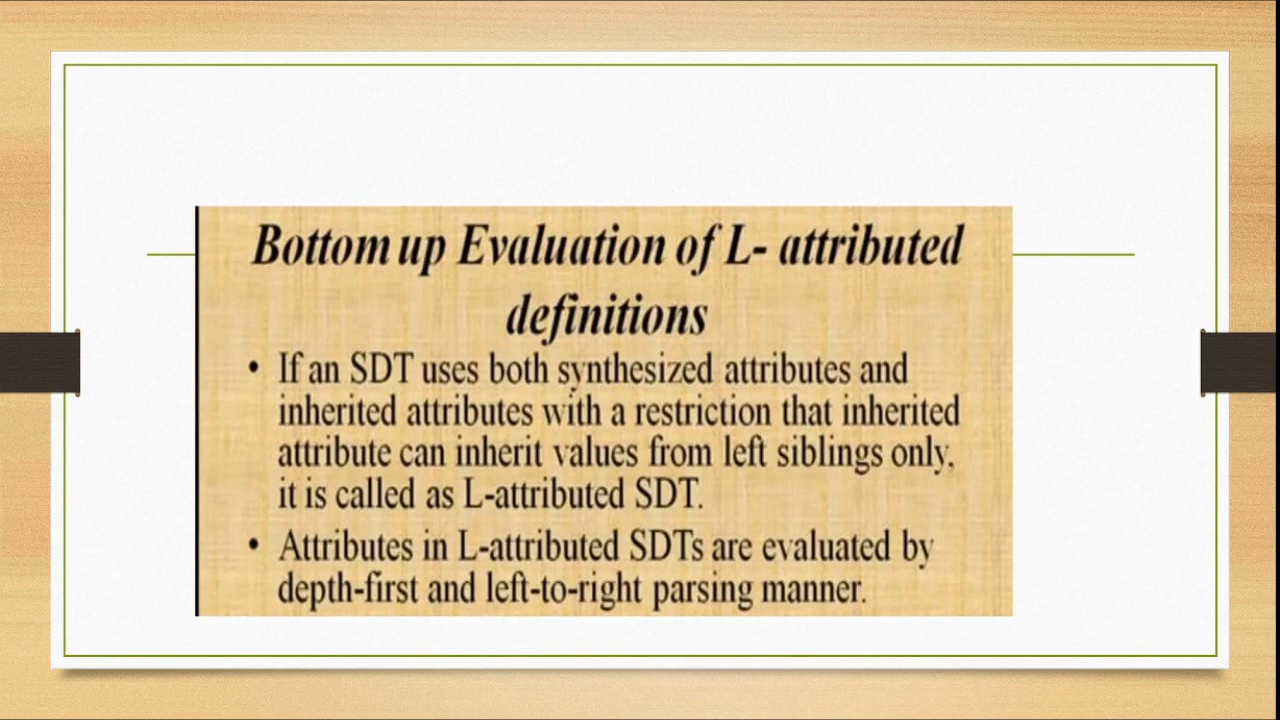 Bottom up Evaluation of L- attributed
definitions
• If an SDT uses both synthesized attributes and
inherited attributes with a restriction that inherited
attribute can inherit values from left siblings only,
it is called as L-attributed SDT.
• Attributes in L-attributed SDTs are evaluated by
depth-first and left-to-right parsing manner.